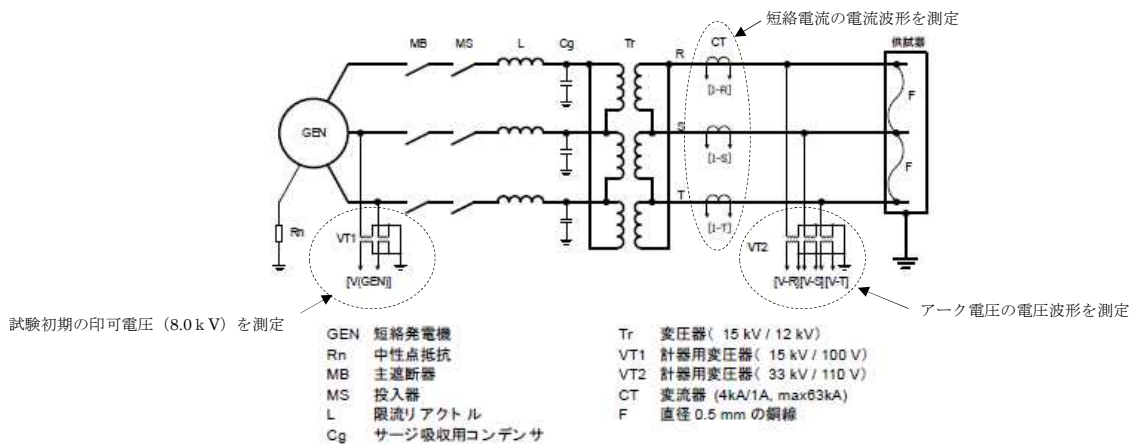 短絡電流の電流波形を測定
MB MS L Cg Tr R CT 供試器
[I-R]
F
GEN
S
[I-S]
F
T
[I-T]
Rn VT1 VT2
[V(GEN)] [V-R][V-S][V-T]
試験初期の印可電圧（8.0ｋV）を測定
アーク電圧の電圧波形を測定
GEN 短絡発電機
Rn 中性点抵抗
MB 主遮断器
MS 投入器
L 限流リアクトル
Cg サージ吸収用コンデンサ
Tr 変圧器( 15 kV / 12 kV)
VT1 計器用変圧器( 15 kV / 100 V)
VT2 計器用変圧器( 33 kV / 110 V)
CT 変流器 (4kA/1A, max63kA)
F 直径 0.5 mm の銅線